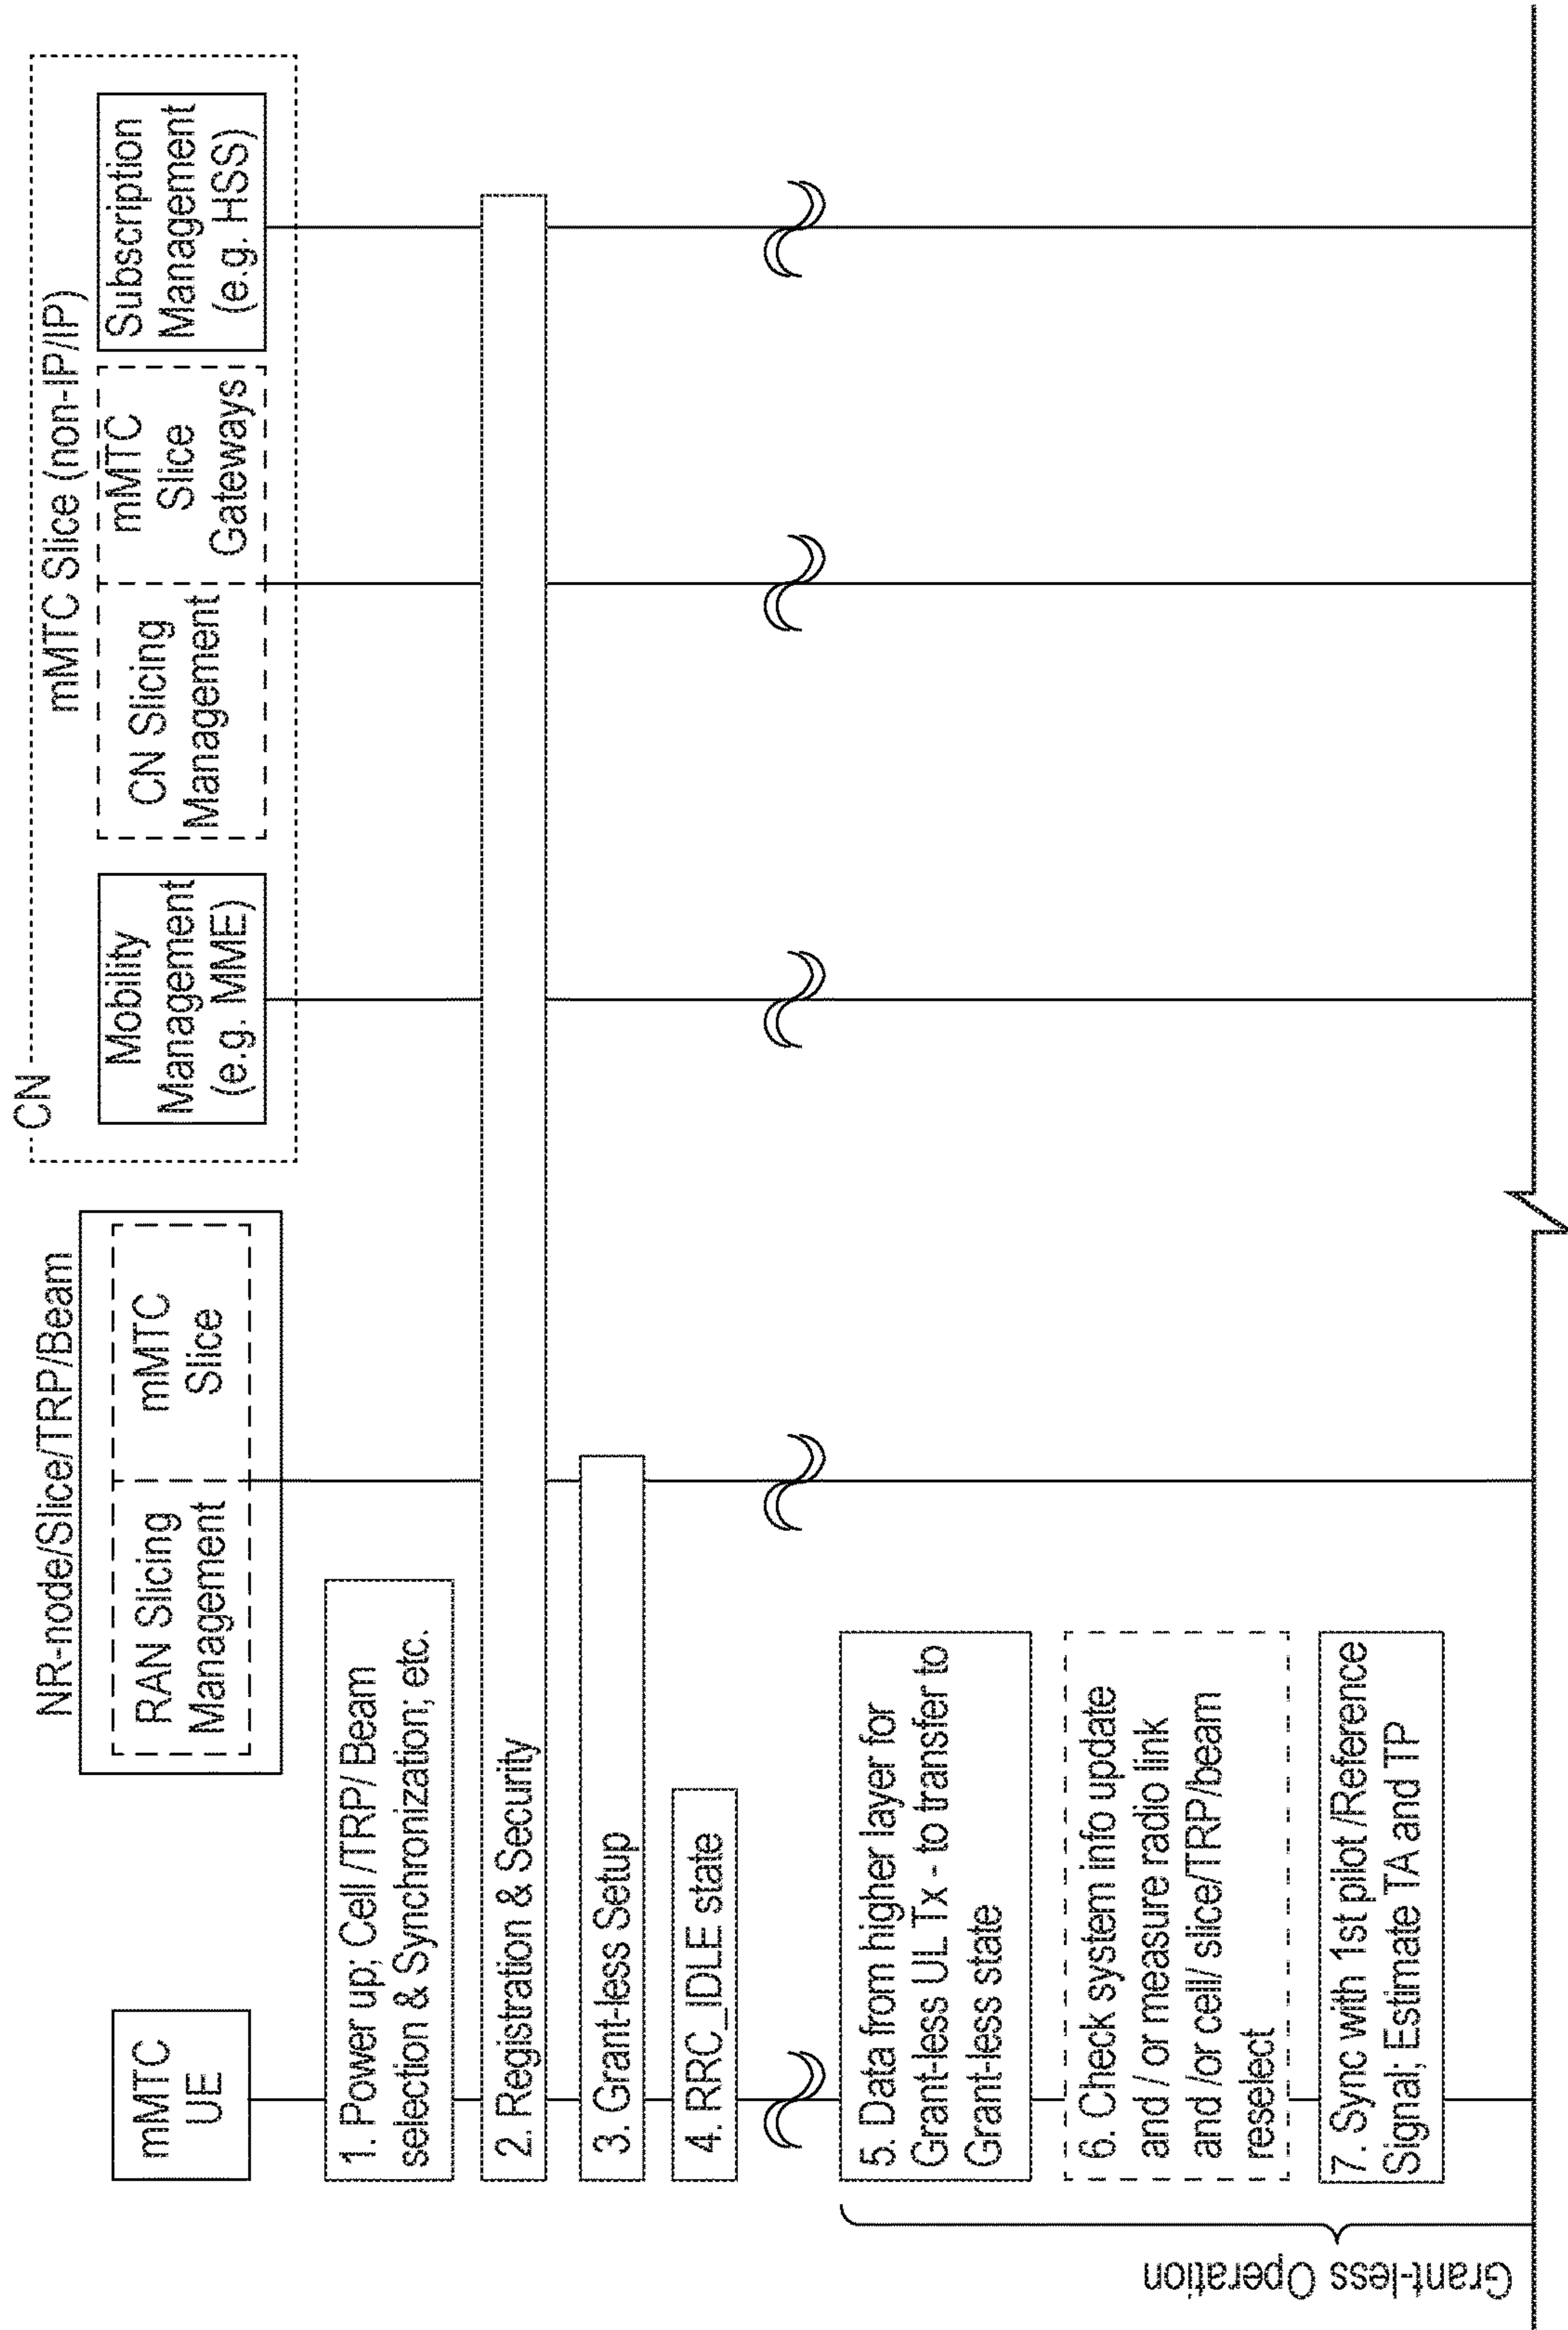 CN
mMTC Slice (non-IP/IP)
NR-node/Slice/TRP/Beam
mMTC
UE
RAN Slicing
Management
mMTC
Slice
Mobility
Management
(e.g. MME)
CN Slicing
Management
mMTC
Slice
Gateways
Subscription
Management
(e.g. HSS)
1. Power up; Cell /TRP/ Beam
selection & Synchronization; etc.
2. Registration & Security
3. Grant-less Setup
4. RRC_IDLE state
5. Data from higher layer for
Grant-less UL Tx - to transfer to
Grant-less state
6. Check system info update
and / or measure radio link
and /or cell/ slice/TRP/beam
reselect
7. Sync with 1st pilot /Reference
Signal; Estimate TA and TP
Grant-less Operation